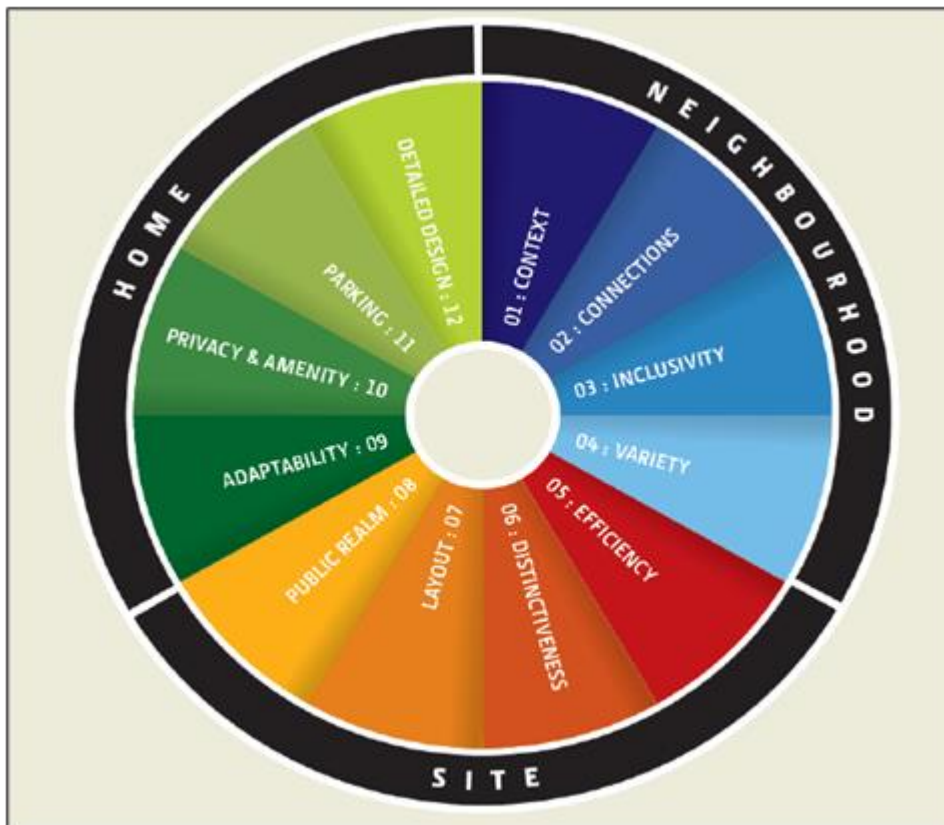 NEIGHBOURHOOD
01 : CONTEXT
02 : CONNECTIONS
03 : INCLUSIVITY
04 : VARIETY
SITE
05 : EFFICIENCY
06 : DISTINCTIVENESS
LAYOUT : 07
PUBLIC REALM : 08
HOME
ADAPTABILITY : 09
PRIVACY & AMENITY : 10
PARKING : 11
DETAILED DESIGN : 12